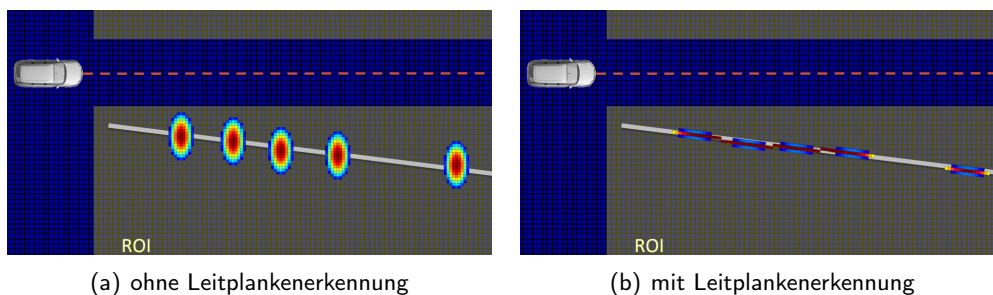 ROI
ROI
(a) ohne Leitplankenerkennung
(b) mit Leitplankenerkennung